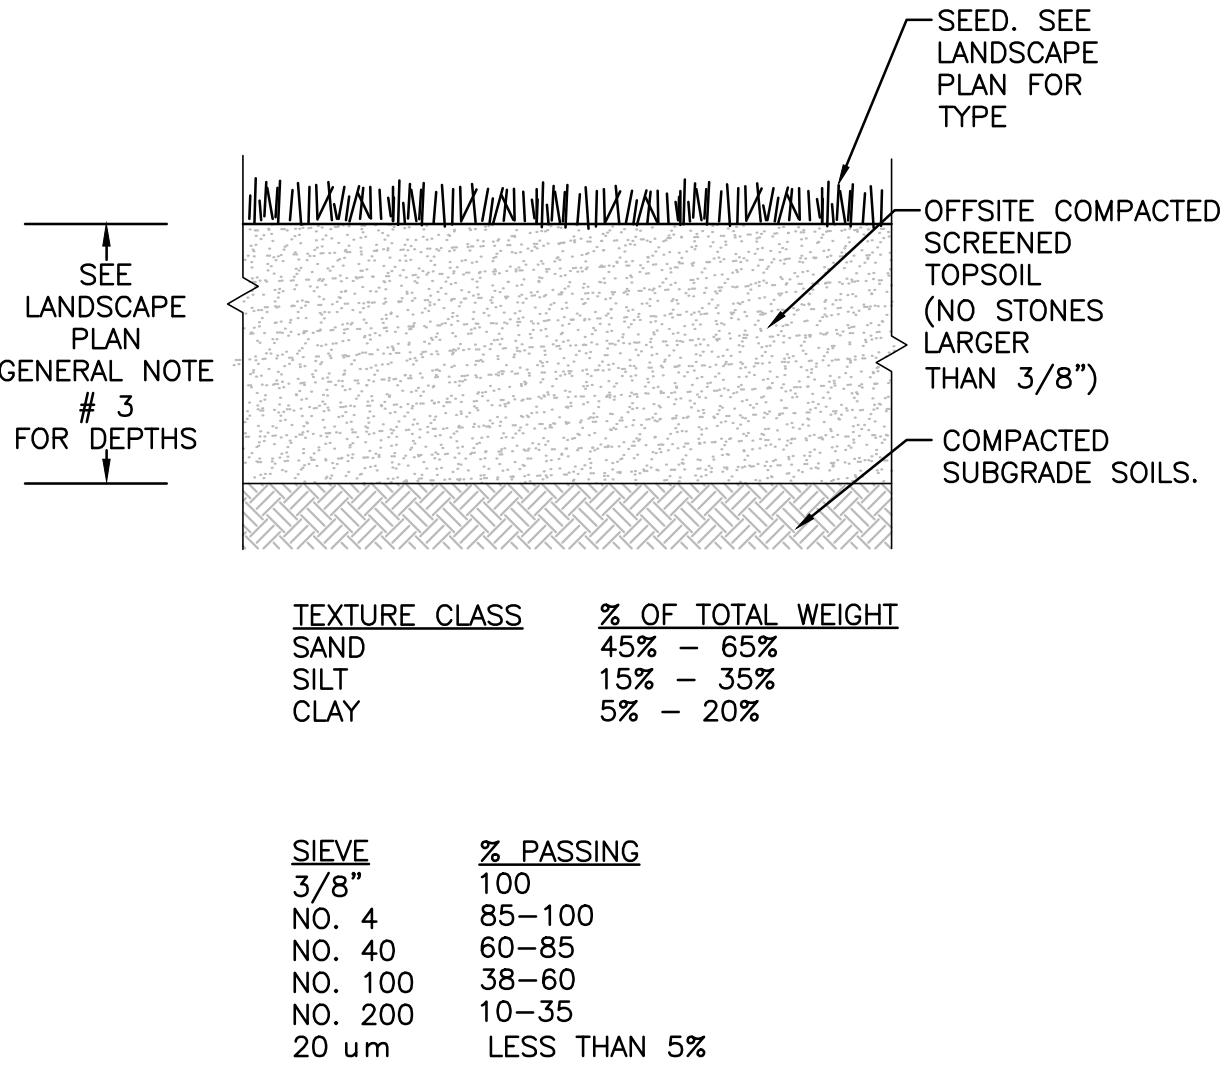 SEED. SEE
LANDSCAPE
PLAN FOR
TYPE
OFFSITE COMPACTED
SCREENED
TOPSOIL
(NO STONES
LARGER
THAN 3/8")
COMPACTED
SUBGRADE SOILS.
SEE
LANDSCAPE
PLAN
GENERAL NOTE
# 3
FOR DEPTHS
TEXTURE CLASS % OF TOTAL WEIGHT
SAND 45% – 65%
SILT 15% – 35%
CLAY 5% – 20%
SIEVE % PASSING
3/8" 100
NO. 4 85–100
NO. 40 60–85
NO. 100 38–60
NO. 200 10–35
20 um LESS THAN 5%